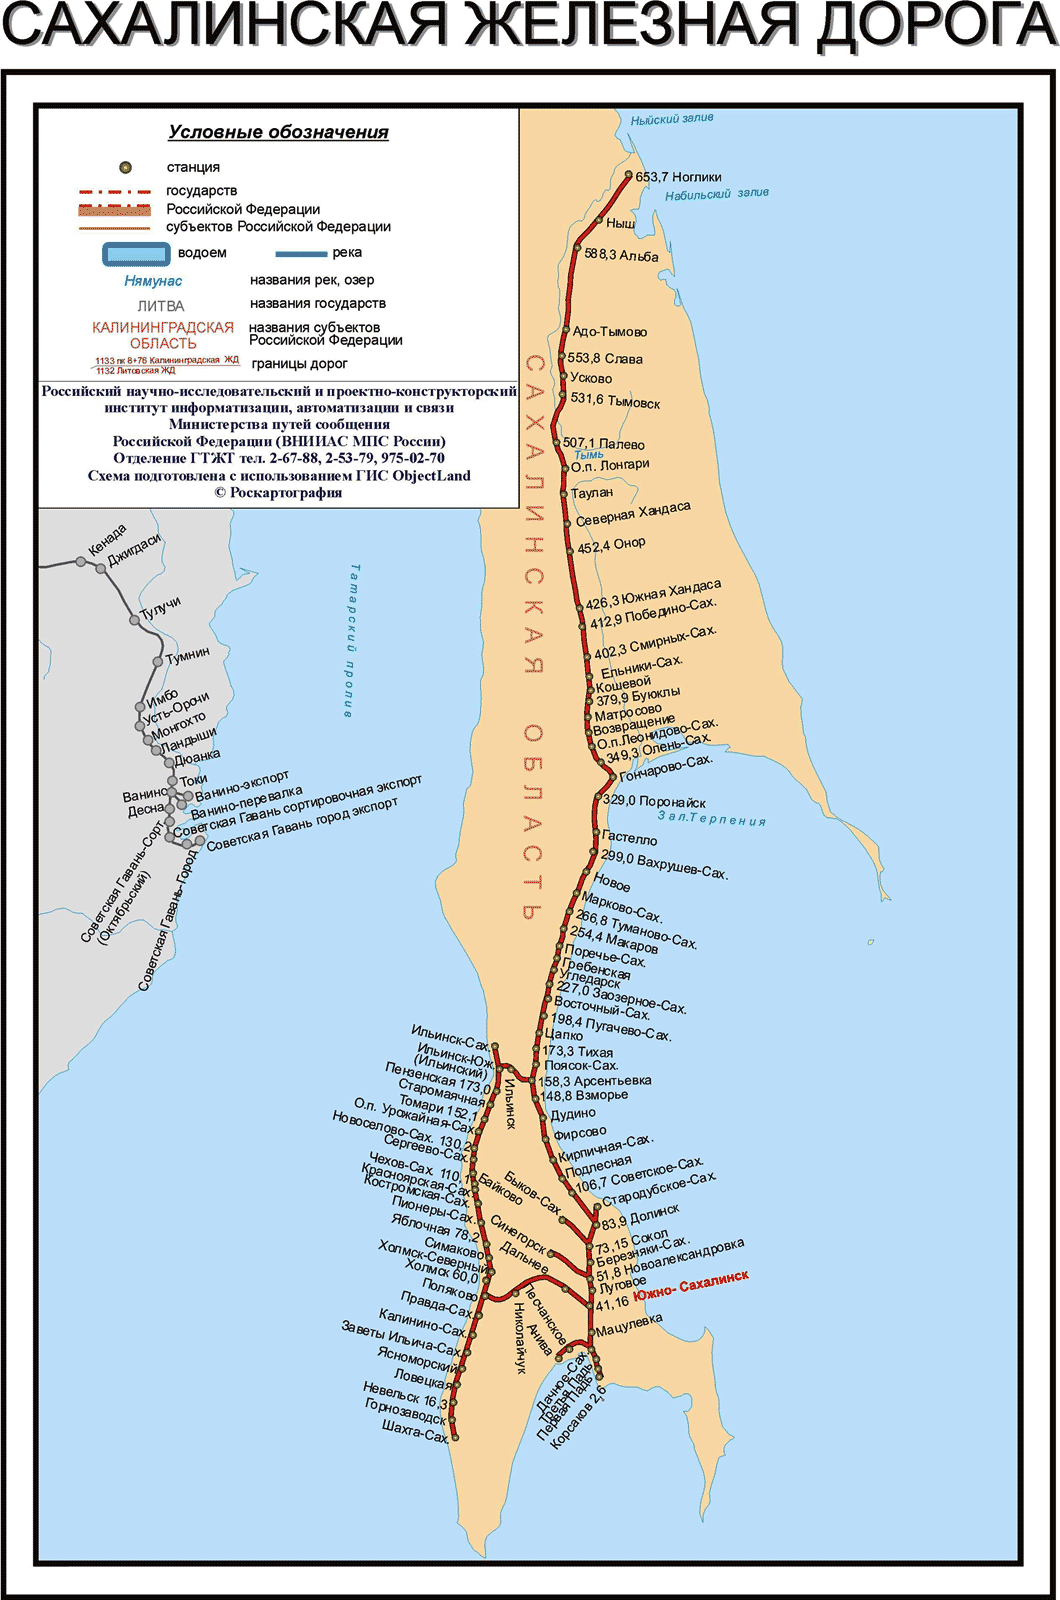 САХАЛИНСКАЯ ЖЕЛЕЗНАЯ ДОРОГА
Условные обозначения
станция
государств
Российской Федерации
субъектов Российской Федерации
водоем
река
Нямунас
названия рек, озер
ЛИТВА
названия государств
КАЛИНИНГРАДСКАЯ
ОБЛАСТЬ
названия субъектов
Российской Федерации
1133 пк 8+76 Калининградская ЖД
1132 Литовская ЖД
границы дорог
Российский научно-исследовательский и проектно-конструкторский
институт информатизации, автоматизации и связи
Министерства путей сообщения
Российской Федерации (ВНИИАС МПС России)
Отделение ГТЖТ тел. 2-67-88, 2-53-79, 975-02-70
Схема подготовлена с использованием ГИС ObjectLand
© Роскартография
Ныйский залив
653,7 Ноглики
Набильский залив
Ныш
588,3 Альба
Адо-Тымово
553,8 Слава
Усково
531,6 Тымовск
507,1 Палево
Тымь
О.п. Лонгари
Таулан
Северная Хандаса
452,4 Онор
426,3 Южная Хандаса
412,9 Победино-Сах.
402,3 Смирных-Сах.
Ельники-Сах.
Кошевой
379,9 Буюклы
Матросово
Возвращение
О.п.Леонидово-Сах.
349,3 Олень-Сах.
Гончарово-Сах.
329,0 Поронайск
Зал.Терпения
Гастелло
299,0 Вахрушев-Сах.
Новое
Марково-Сах.
266,8 Туманово-Сах.
254,4 Макаров
Поречье-Сах.
Гребенская
Угледарск
227,0 Заозерное-Сах.
Восточный-Сах.
198,4 Пугачево-Сах.
Цапко
173,3 Тихая
Поясок-Сах.
158,3 Арсентьевка
148,8 Взморье
Дудино
Фирсово
Кирпичная-Сах.
Подлесная
106,7 Советское-Сах.
Стародубское-Сах.
83,9 Долинск
73,15 Сокол
Березняки-Сах.
51,8 Новоалександровка
Луговое
41,16 Южно- Сахалинск
Мацулевка
САХАЛИНСКАЯ ОБЛАСТЬ
Татарский пролив
Кенада
Джигдаси
Тулучи
Тумнин
Имбо
Усть-Орочи
Монгохто
Ландыши
Дюанка
Токи
Ванино
Ванино-экспорт
Ванино-перевалка
Десна
Советская Гавань сортировочная экспорт
Советская Гавань город экспорт
Советская Гавань-Сорт
(Октябрьский)
Советская Гавань-Город
Ильинск-Сах.
Ильинск-Юж.
(Ильинский)
Ильинск
Пензенская 173,0
Старомаячная
Томари 152,1
О.п. Урожайная-Сах.
Новоселово-Сах. 130,2
Сергеево-Сах.
Чехов-Сах. 110,1
Байково
Красноярская-Сах.
Костромская-Сах.
Пионеры-Сах.
Яблочная 78,2
Симаково
Холмск-Северный
Холмск 60,0
Поляково
Правда-Сах.
Калинино-Сах.
Заветы Ильича-Сах.
Ясноморский
Ловецкая
Невельск 16,3
Горнозаводск
Шахта-Сах.
Быков-Сах.
Синегорск
Дальнее
Николайчук
Песчанское
Анива
Дачное-Сах.
Третья Падь
Первая Падь
Корсаков 2,6